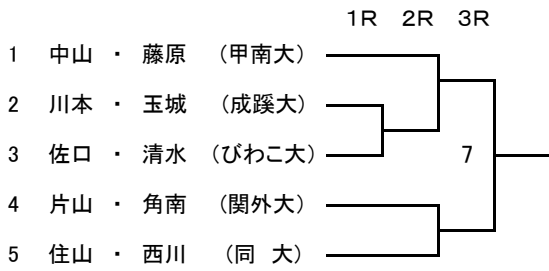 1R 2R 3R
1 中山 ・ 藤原 (甲南大)
2 川本 ・ 玉城 (成蹊大)
3 佐口 ・ 清水 (びわこ大) 7
4 片山 ・ 角南 (関外大)
5 住山 ・ 西川 (同 大)